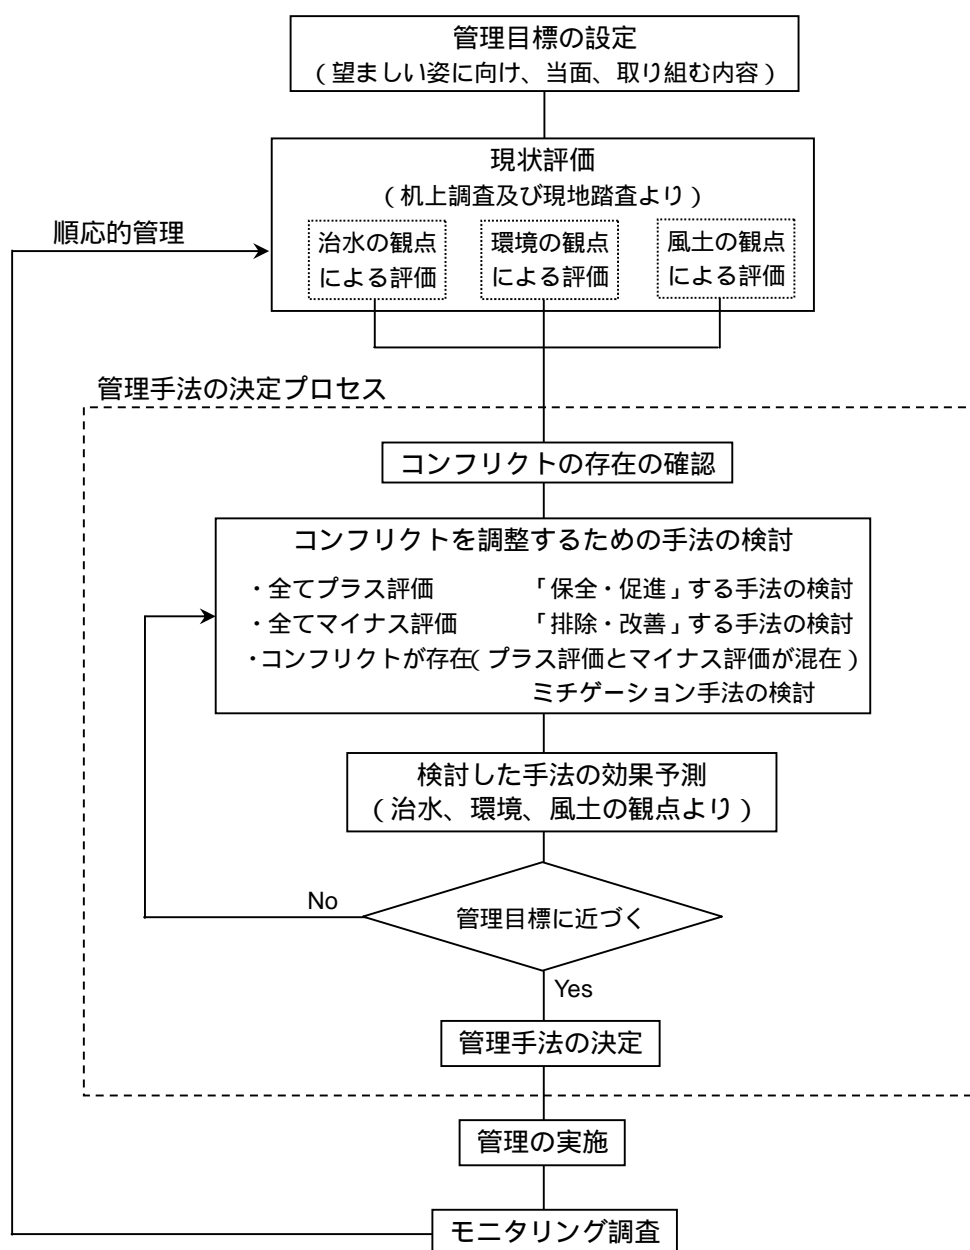 管理目標の設定
（望ましい姿に向け、当面、取り組む内容）
現状評価
（机上調査及び現地踏査より）
順応的管理
治水の観点
による評価
環境の観点
による評価
風土の観点
による評価
管理手法の決定プロセス
コンフリクトの存在の確認
コンフリクトを調整するための手法の検討
・全てプラス評価　「保全・促進」する手法の検討
・全てマイナス評価　「排除・改善」する手法の検討
・コンフリクトが存在（プラス評価とマイナス評価が混在）
ミチゲーション手法の検討
検討した手法の効果予測
（治水、環境、風土の観点より）
No
管理目標に近づく
Yes
管理手法の決定
管理の実施
モニタリング調査